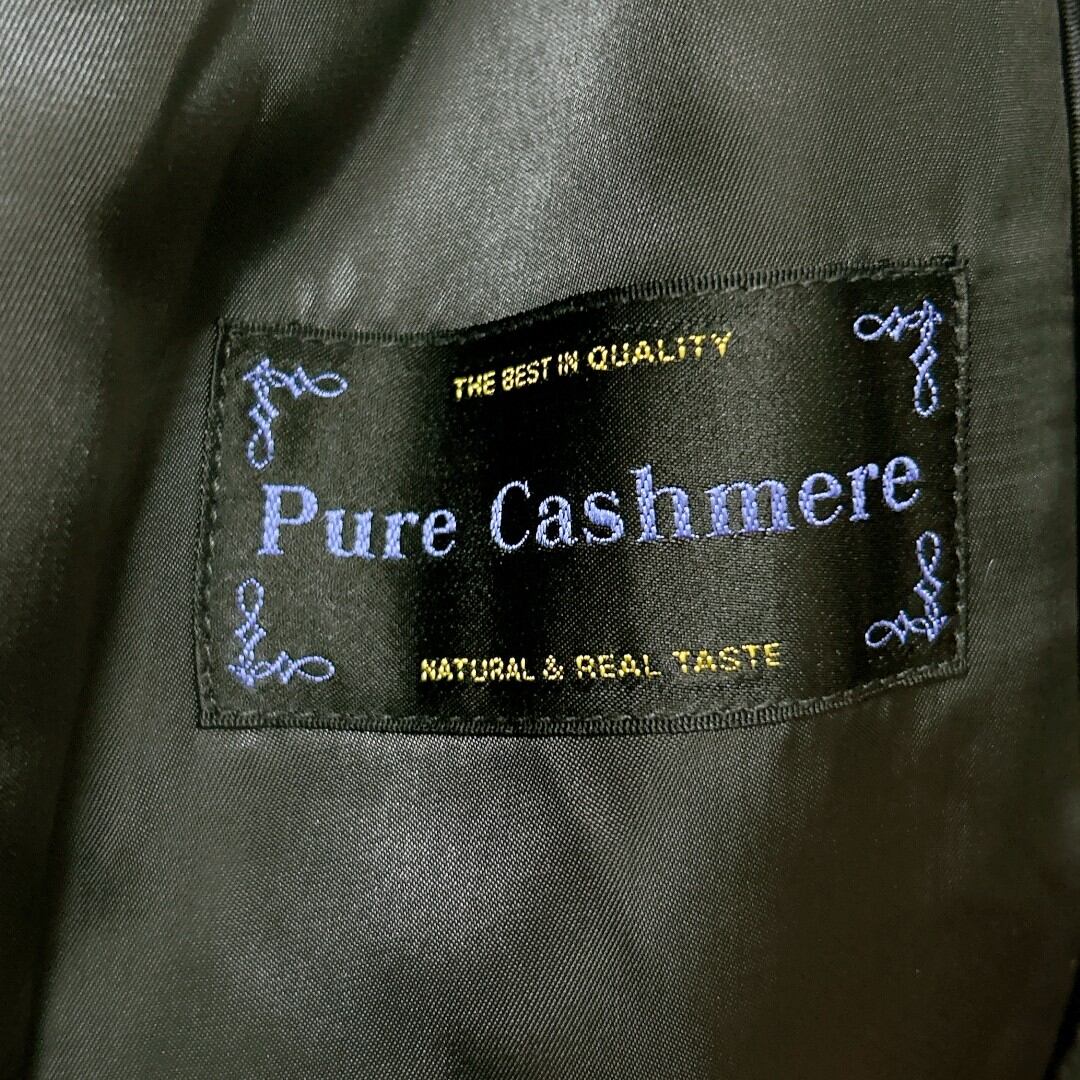 THE BEST IN QUALITY
Pure Cashmere
NATURAL & REAL TASTE